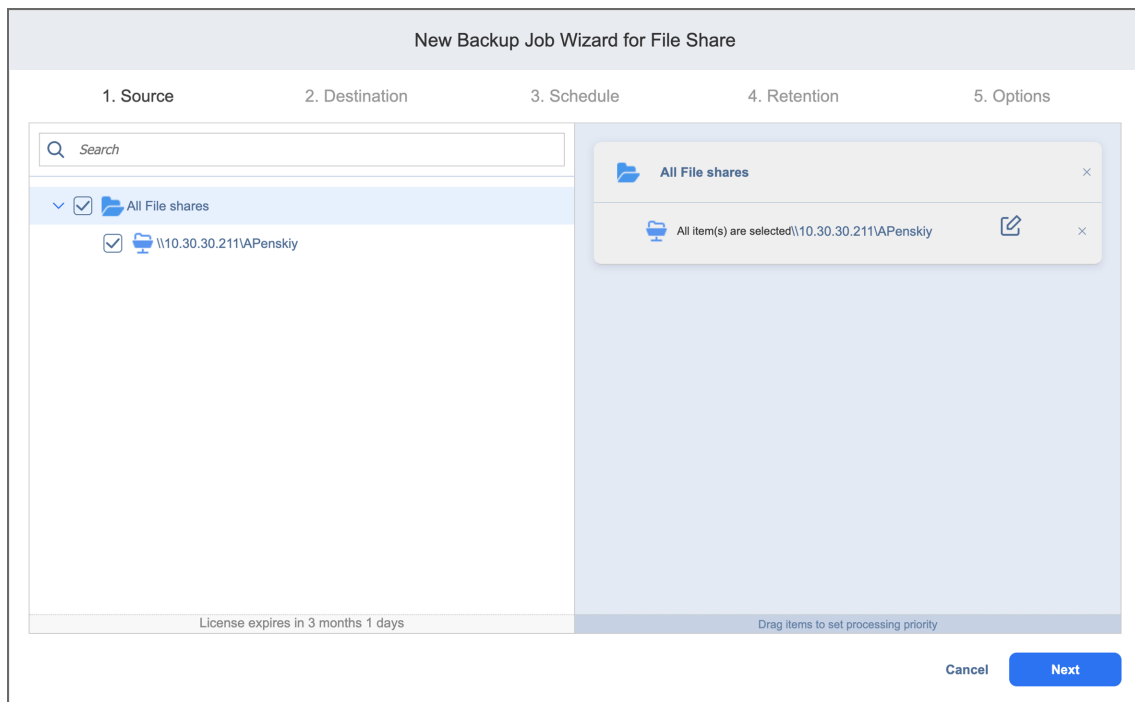 New Backup Job Wizard for File Share
1. Source
2. Destination
3. Schedule
4. Retention
5. Options
Search
All File shares
\\10.30.30.211\APenskiy
License expires in 3 months 1 days
All File shares
All item(s) are selected\\10.30.30.211\APenskiy
Drag items to set processing priority
Cancel
Next